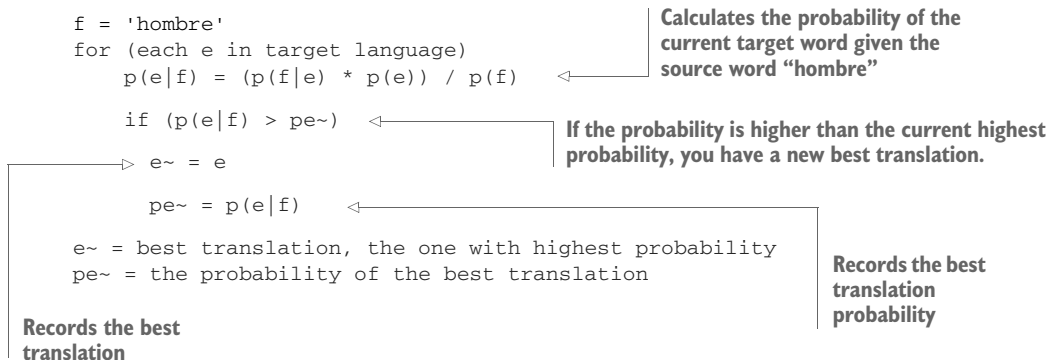 f = 'hombre'
for (each e in target language)
p(e|f) = (p(f|e) * p(e)) / p(f)
Calculates the probability of the
current target word given the
source word “hombre”
if (p(e|f) > pe~)
If the probability is higher than the current highest
probability, you have a new best translation.
e~ = e
pe~ = p(e|f)
e~ = best translation, the one with highest probability
pe~ = the probability of the best translation
Records the best
translation
probability
Records the best
translation